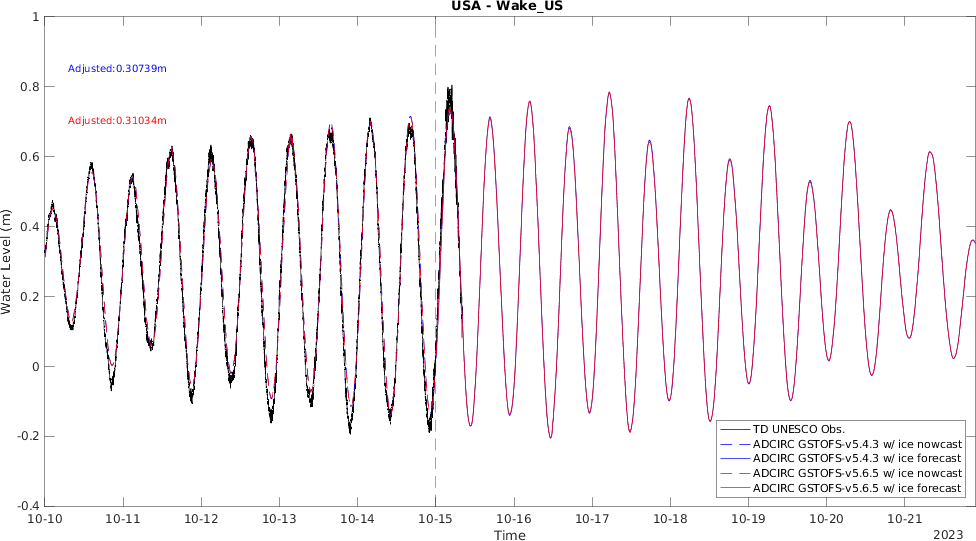 USA - Wake_US
1
0.8
0.6
0.4
0.2
0
-0.2
-0.4
Water Level (m)
Adjusted:0.30739m
Adjusted:0.31034m
TD UNESCO Obs.
ADCIRC GSTOFS-v5.4.3 w/ ice nowcast
ADCIRC GSTOFS-v5.4.3 w/ ice forecast
ADCIRC GSTOFS-v5.6.5 w/ ice nowcast
ADCIRC GSTOFS-v5.6.5 w/ ice forecast
10-10 10-11 10-12 10-13 10-14 10-15 10-16 10-17 10-18 10-19 10-20 10-21
Time
2023